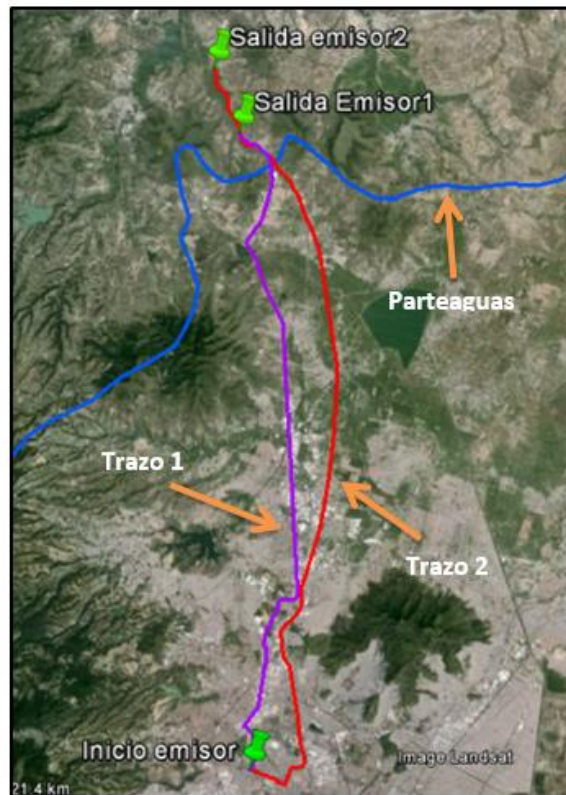 Salida emisor2
Salida Emisor1
Parteaguas
Trazo 1
Trazo 2
Inicio emisor
Image Landsat
21.4 km